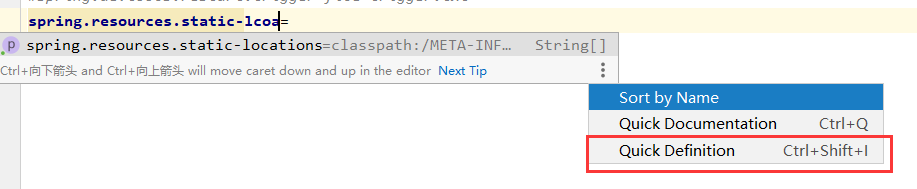 spring.resources.static-lcoa=
p spring.resources.static-locations=classpath:/META-INF… String[]
Ctrl+向下箭头 and Ctrl+向上箭头 will move caret down and up in the editor Next Tip
Sort by Name
Quick Documentation Ctrl+Q
Quick Definition Ctrl+Shift+I